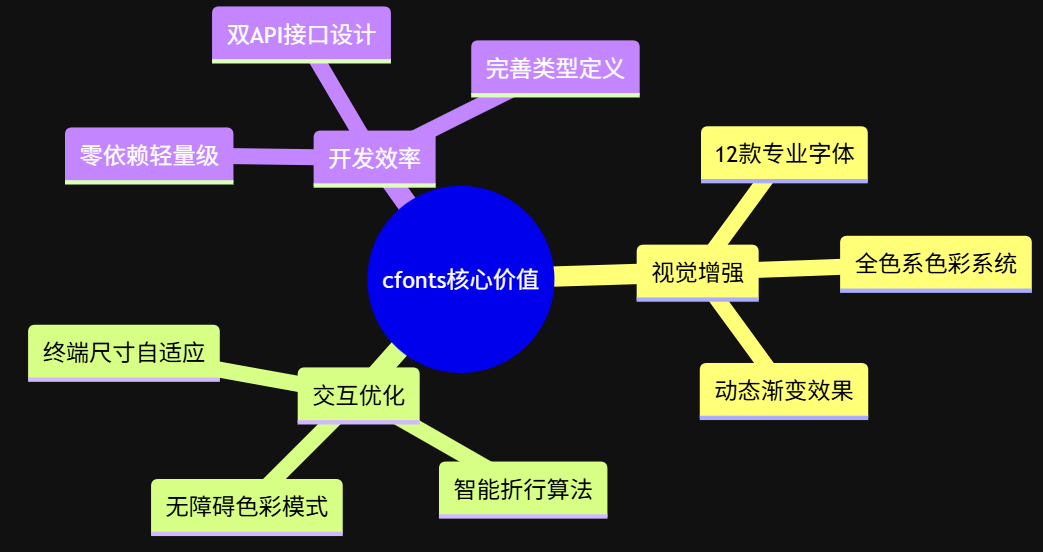 双API接口设计
完善类型定义
零依赖轻量级
开发效率
12款专业字体
视觉增强
全色系色彩系统
cfonts核心价值
动态渐变效果
终端尺寸自适应
交互优化
无障碍色彩模式
智能折行算法